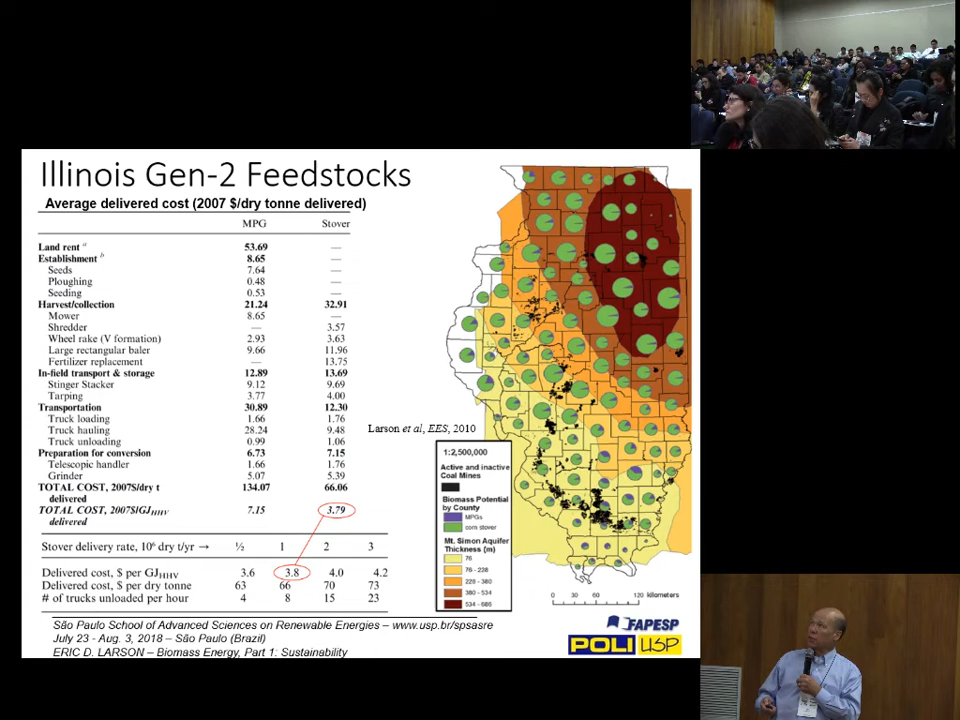 Illinois Gen-2 Feedstocks
Average delivered cost (2007 $/dry tonne delivered)
MPG Stover
Land rent a 53.69 —
Establishment b 8.65 —
Seeds 7.64 —
Ploughing 0.48 —
Seeding 0.53 —
Harvest/collection 21.24 32.91
Mower 8.65 —
Shredder — 3.57
Wheel rake (V formation) 2.93 3.63
Large rectangular baler 9.66 11.96
Fertilizer replacement — 13.75
In-field transport & storage 12.89 13.69
Stinger Stacker 9.12 9.69
Tarping 3.77 4.00
Transportation 30.89 12.30
Truck loading 1.66 1.76
Truck hauling 28.24 9.48
Truck unloading 0.99 1.06
Preparation for conversion 6.73 7.15
Telescopic handler 1.66 1.76
Grinder 5.07 5.39
TOTAL COST, 2007$/dry t 134.07 66.06
delivered
TOTAL COST, 2007$/GJHHV 7.15 3.79
delivered
Stover delivery rate, 10⁶ dry t/yr → ½ 1 2 3
Delivered cost, $ per GJHHV 3.6 3.8 4.0 4.2
Delivered cost, $ per dry tonne 63 66 70 73
# of trucks unloaded per hour 4 8 15 23
Larson et al, EES, 2010
1:2,500,000
Active and inactive
Coal Mines
Biomass Potential
by County
MPGs
corn stover
Mt. Simon Aquifer
Thickness (m)
76
76 - 228
228 - 380
380 - 534
534 - 686
0 30 60 120 kilometers
São Paulo School of Advanced Sciences on Renewable Energies – www.usp.br/spsasre
July 23 - Aug. 3, 2018 – São Paulo (Brazil)
ERIC D. LARSON – Biomass Energy, Part 1: Sustainability
FAPESP
POLI USP